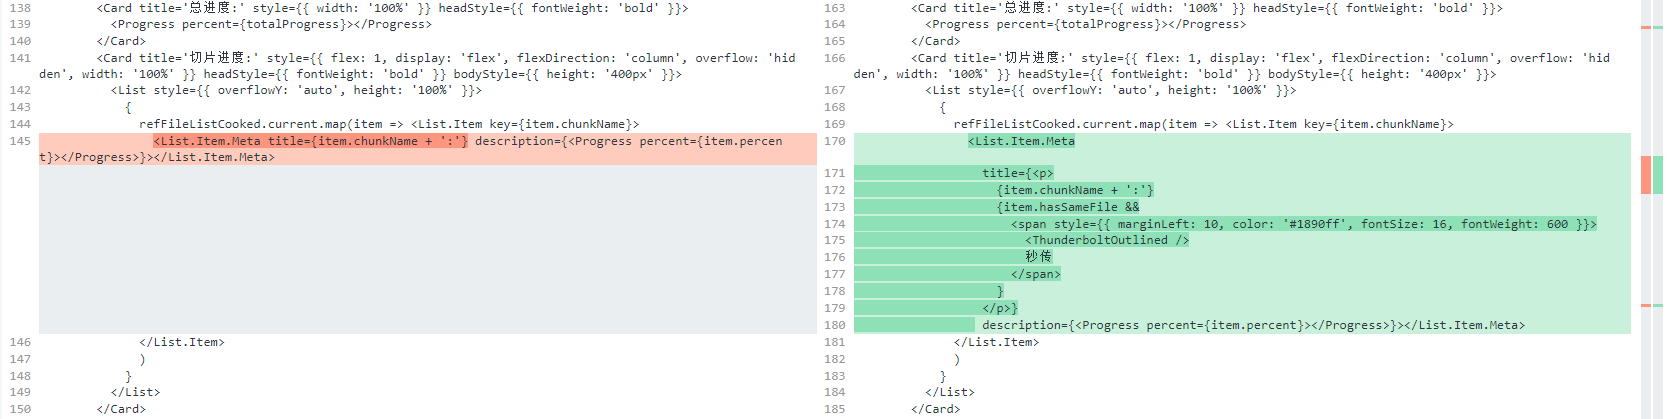 138 <Card title='总进度:' style={{ width: '100%' }} headStyle={{ fontWeight: 'bold' }}>
139 <Progress percent={totalProgress}></Progress>
140 </Card>
141 <Card title='切片进度:' style={{ flex: 1, display: 'flex', flexDirection: 'column', overflow: 'hid
den', width: '100%' }} headStyle={{ fontWeight: 'bold' }} bodyStyle={{ height: '400px' }}>
142 <List style={{ overflowY: 'auto', height: '100%' }}>
143 {
144 refFileListCooked.current.map(item => <List.Item key={item.chunkName}>
145 <List.Item.Meta title={item.chunkName + ':'} description={<Progress percent={item.percen
t}></Progress>}></List.Item.Meta>
146 </List.Item>
147 )
148 }
149 </List>
150 </Card>
163 <Card title='总进度:' style={{ width: '100%' }} headStyle={{ fontWeight: 'bold' }}>
164 <Progress percent={totalProgress}></Progress>
165 </Card>
166 <Card title='切片进度:' style={{ flex: 1, display: 'flex', flexDirection: 'column', overflow: 'hid
den', width: '100%' }} headStyle={{ fontWeight: 'bold' }} bodyStyle={{ height: '400px' }}>
167 <List style={{ overflowY: 'auto', height: '100%' }}>
168 {
169 refFileListCooked.current.map(item => <List.Item key={item.chunkName}>
170 <List.Item.Meta
171 title={<p>
172 {item.chunkName + ':'}
173 {item.hasSameFile &&
174 <span style={{ marginLeft: 10, color: '#1890ff', fontSize: 16, fontWeight: 600 }}>
175 <ThunderboltOutlined />
176 秒传
177 </span>
178 }
179 </p>}
180 description={<Progress percent={item.percent}></Progress>}></List.Item.Meta>
181 </List.Item>
182 )
183 }
184 </List>
185 </Card>